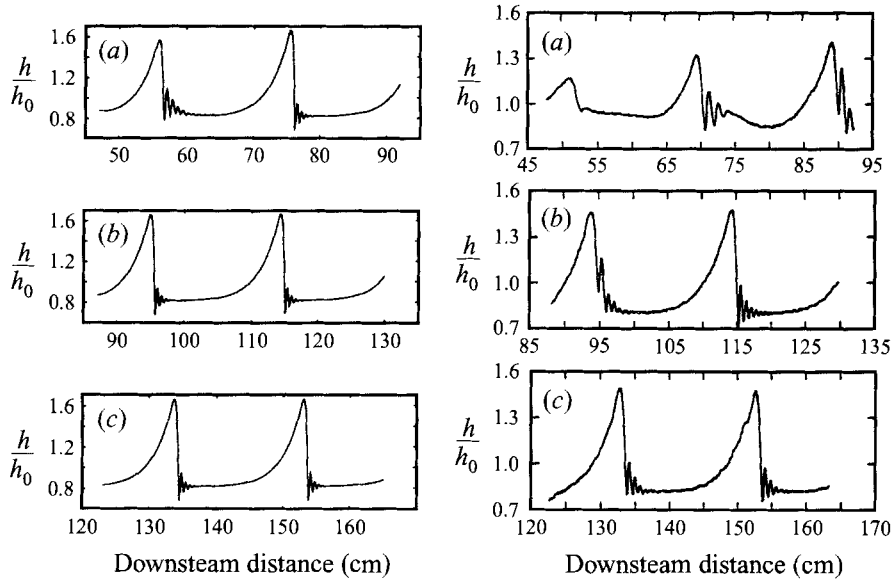 1.6
(a)
h/h0
1.2
0.8
50 60 70 80 90
1.6
(b)
h/h0
1.2
0.8
90 100 110 120 130
1.6
(c)
h/h0
1.2
0.8
120 130 140 150 160
Downsteam distance (cm)
1.6
(a)
1.3
h/h0
1.0
0.7
45 55 65 75 85 95
1.6
(b)
1.3
h/h0
1.0
0.7
85 95 105 115 125 135
1.6
(c)
1.3
h/h0
1.0
0.7
120 130 140 150 160 170
Downsteam distance (cm)